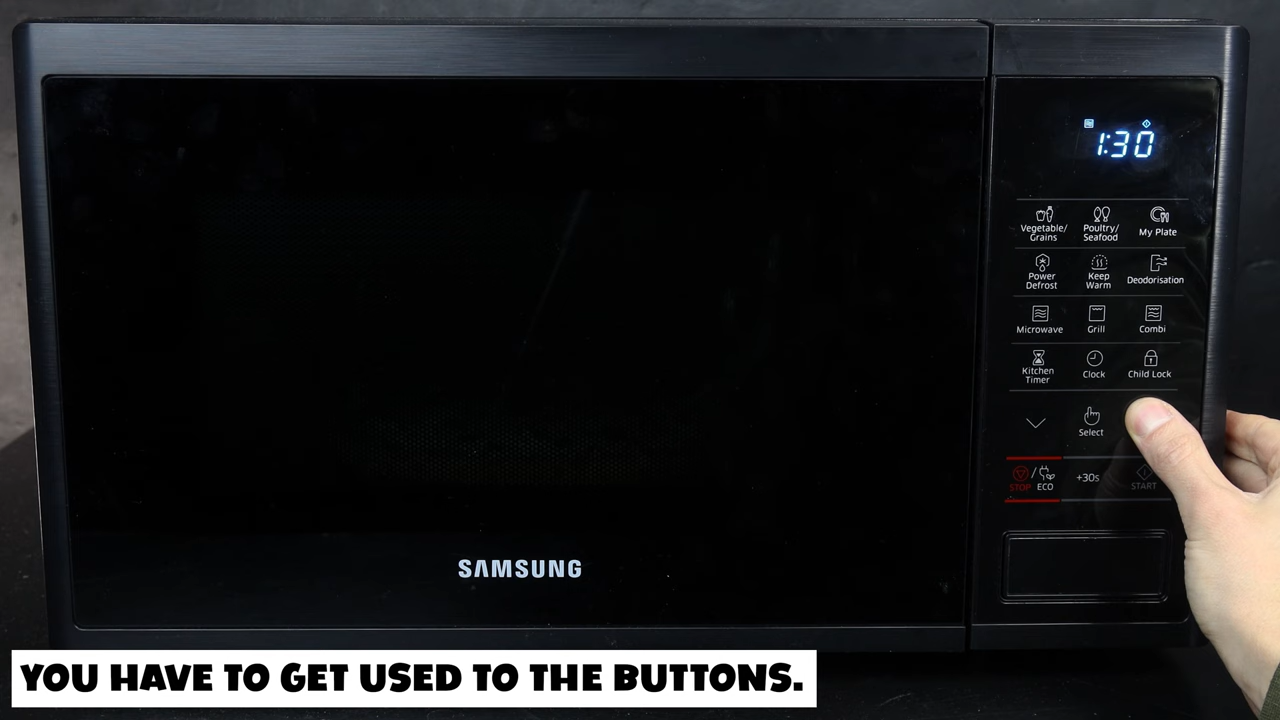 1:30
Vegetable/ Poultry/ My Plate
Grains Seafood
Power Keep Deodorisation
Defrost Warm
Microwave Grill Combi
Kitchen Clock Child Lock
Timer
Select
STOP / ECO +30s START
SAMSUNG
YOU HAVE TO GET USED TO THE BUTTONS.